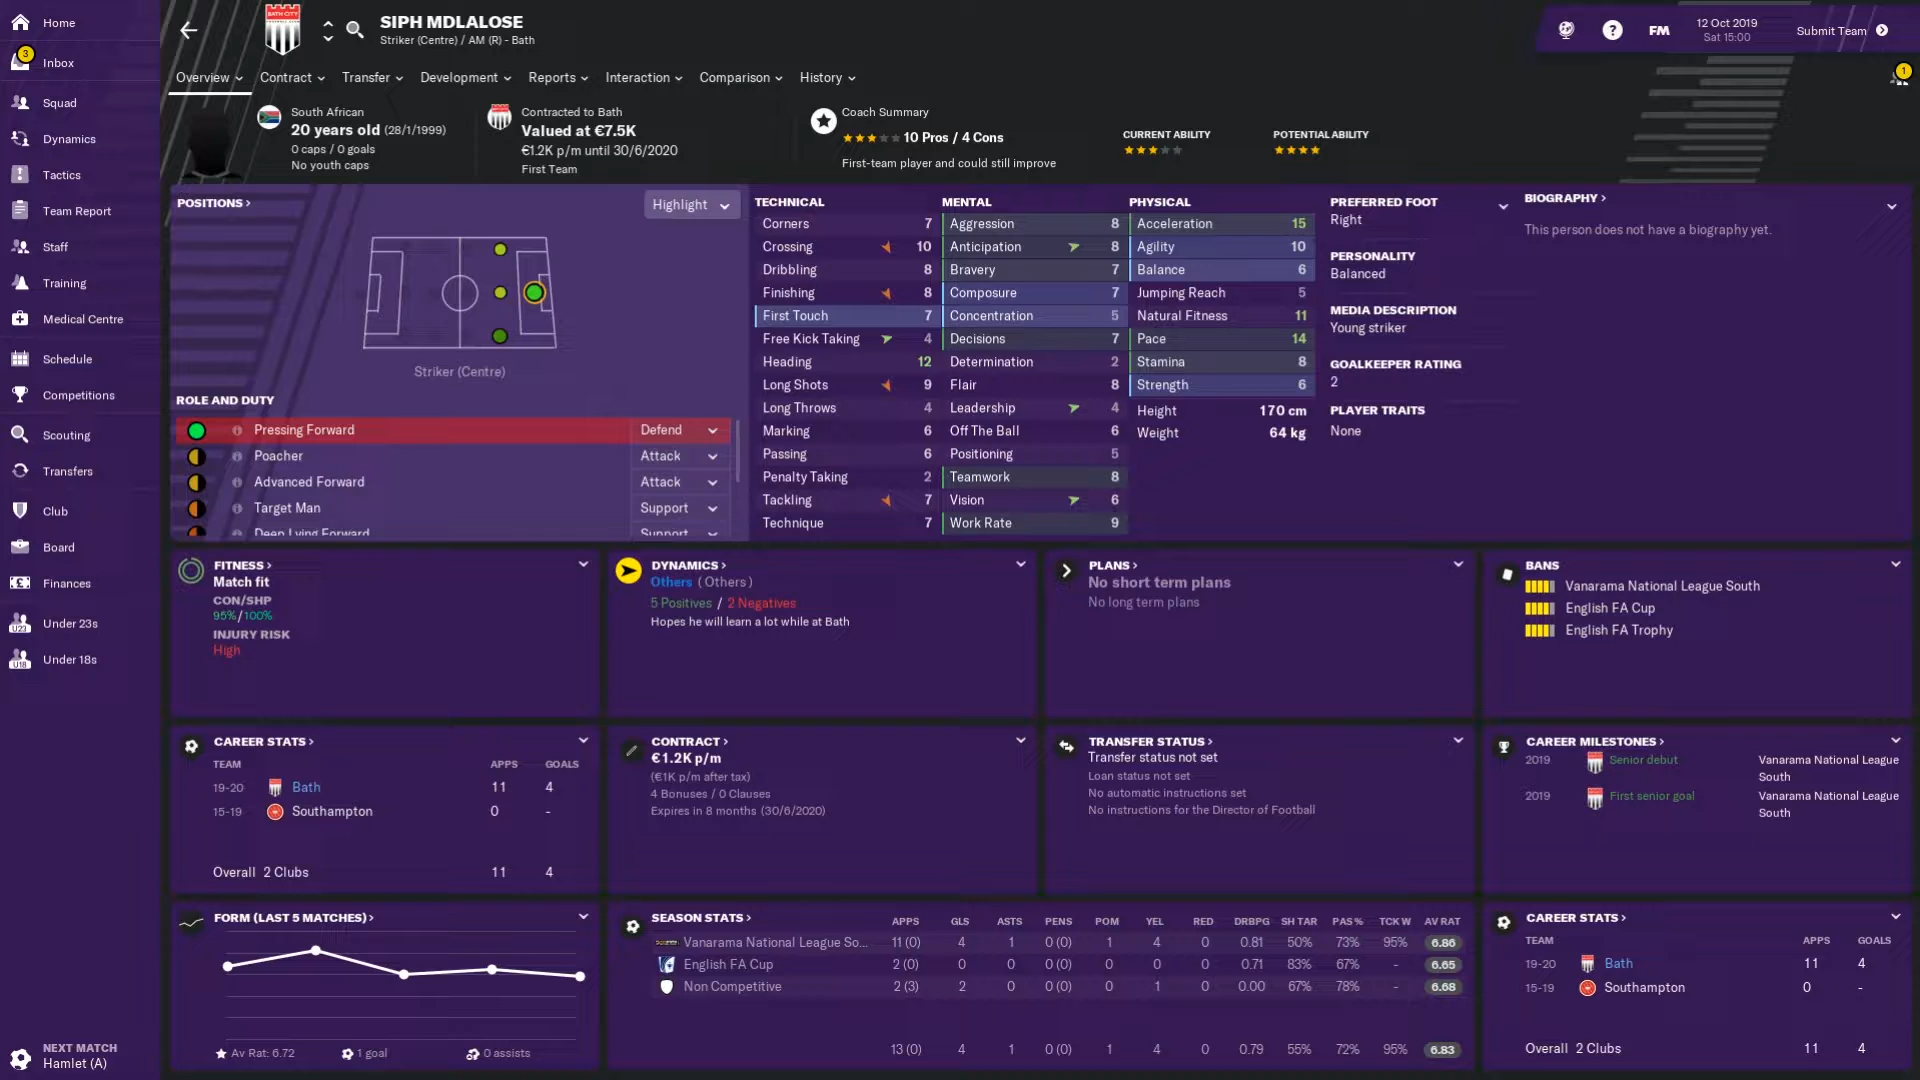 Home
3
Inbox
Squad
Dynamics
Tactics
Team Report
Staff
Training
Medical Centre
Schedule
Competitions
Scouting
Transfers
Club
Board
Finances
U23
Under 23s
U18
Under 18s
NEXT MATCH
Hamlet (A)
BATH CITY
SIPH MDLALOSE
Striker (Centre) / AM (R) - Bath
FM
12 Oct 2019
Sat 15:00
Submit Team
1
Overview
Contract
Transfer
Development
Reports
Interaction
Comparison
History
South African
20 years old (28/1/1999)
0 caps / 0 goals
No youth caps
Contracted to Bath
Valued at €7.5K
€1.2K p/m until 30/6/2020
First Team
Coach Summary
10 Pros / 4 Cons
First-team player and could still improve
CURRENT ABILITY
POTENTIAL ABILITY
POSITIONS
Highlight
Striker (Centre)
ROLE AND DUTY
Pressing Forward Defend
Poacher Attack
Advanced Forward Attack
Target Man Support
Deep Lying Forward Support
TECHNICAL
Corners 7
Crossing 10
Dribbling 8
Finishing 8
First Touch 7
Free Kick Taking 4
Heading 12
Long Shots 9
Long Throws 4
Marking 6
Passing 6
Penalty Taking 2
Tackling 7
Technique 7
MENTAL
Aggression 8
Anticipation 8
Bravery 7
Composure 7
Concentration 5
Decisions 7
Determination 2
Flair 8
Leadership 4
Off The Ball 6
Positioning 5
Teamwork 8
Vision 6
Work Rate 9
PHYSICAL
Acceleration 15
Agility 10
Balance 6
Jumping Reach 5
Natural Fitness 11
Pace 14
Stamina 8
Strength 6
Height 170 cm
Weight 64 kg
PREFERRED FOOT
Right
PERSONALITY
Balanced
MEDIA DESCRIPTION
Young striker
GOALKEEPER RATING
2
PLAYER TRAITS
None
BIOGRAPHY
This person does not have a biography yet.
FITNESS
Match fit
CON/SHP
95%/100%
INJURY RISK
High
DYNAMICS
Others (Others)
5 Positives / 2 Negatives
Hopes he will learn a lot while at Bath
PLANS
No short term plans
No long term plans
BANS
Vanarama National League South
English FA Cup
English FA Trophy
CAREER STATS
TEAM APPS GOALS
19-20 Bath 11 4
15-19 Southampton 0 -
Overall 2 Clubs 11 4
CONTRACT
€1.2K p/m
(€1K p/m after tax)
4 Bonuses / 0 Clauses
Expires in 8 months (30/6/2020)
TRANSFER STATUS
Transfer status not set
Loan status not set
No automatic instructions set
No instructions for the Director of Football
CAREER MILESTONES
2019 Senior debut Vanarama National League
South
2019 First senior goal Vanarama National League
South
FORM (LAST 5 MATCHES)
Av Rat: 6.72
1 goal
0 assists
SEASON STATS APPS GLS ASTS PENS POM YEL RED DRBPG SH TAR PAS % TCK W AV RAT
Vanarama National League So... 11 (0) 4 1 0 (0) 1 4 0 0.81 50% 73% 95% 6.86
English FA Cup 2 (0) 0 0 0 (0) 0 0 0 0.71 83% 67% - 6.65
Non Competitive 2 (3) 2 0 0 (0) 0 1 0 0.00 67% 78% - 6.68
13 (0) 4 1 0 (0) 1 4 0 0.79 55% 72% 95% 6.83
CAREER STATS
TEAM APPS GOALS
19-20 Bath 11 4
15-19 Southampton 0 -
Overall 2 Clubs 11 4